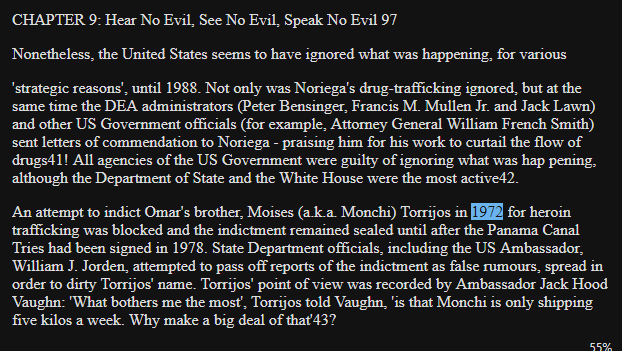 CHAPTER 9: Hear No Evil, See No Evil, Speak No Evil 97
Nonetheless, the United States seems to have ignored what was happening, for various
'strategic reasons', until 1988. Not only was Noriega's drug-trafficking ignored, but at the
same time the DEA administrators (Peter Bensinger, Francis M. Mullen Jr. and Jack Lawn)
and other US Government officials (for example, Attorney General William French Smith)
sent letters of commendation to Noriega - praising him for his work to curtail the flow of
drugs41! All agencies of the US Government were guilty of ignoring what was hap pening,
although the Department of State and the White House were the most active42.
An attempt to indict Omar's brother, Moises (a.k.a. Monchi) Torrijos in 1972 for heroin
trafficking was blocked and the indictment remained sealed until after the Panama Canal
Tries had been signed in 1978. State Department officials, including the US Ambassador,
William J. Jorden, attempted to pass off reports of the indictment as false rumours, spread in
order to dirty Torrijos' name. Torrijos' point of view was recorded by Ambassador Jack Hood
Vaughn: 'What bothers me the most', Torrijos told Vaughn, 'is that Monchi is only shipping
five kilos a week. Why make a big deal of that'43?
55%